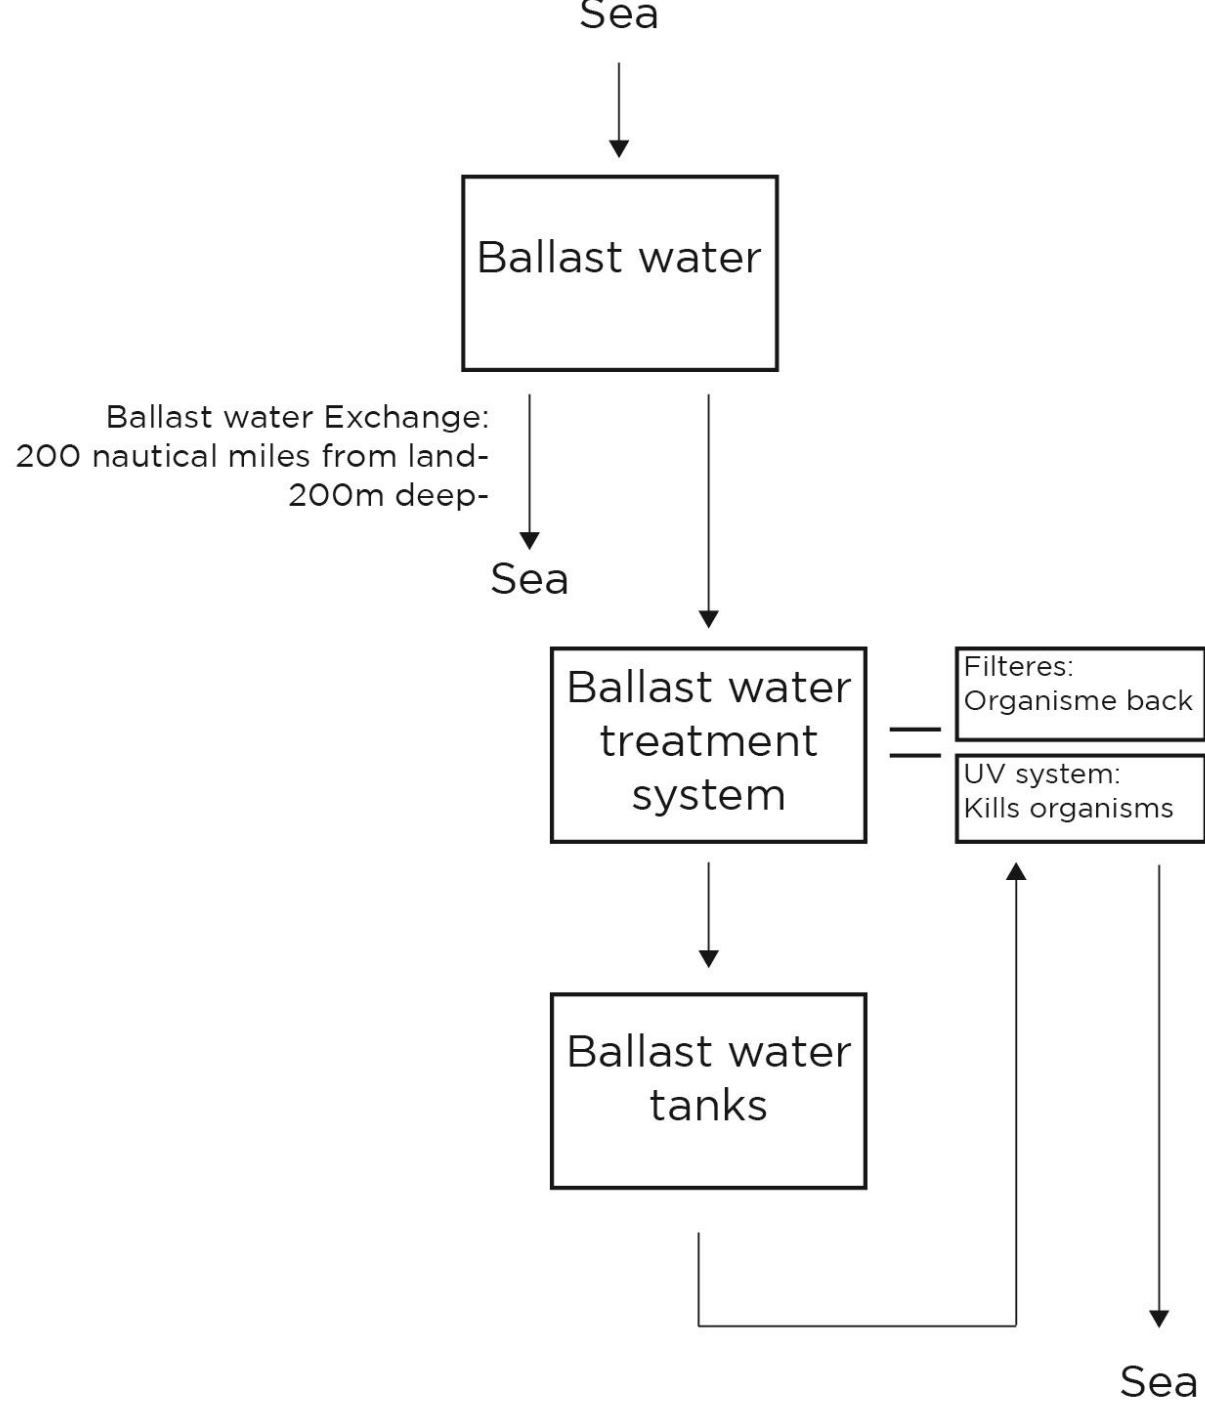 Sea
Ballast water
Ballast water Exchange:
200 nautical miles from land-
200m deep-
Sea
Ballast water
treatment
system
Filteres:
Organisme back
UV system:
Kills organisms
Ballast water
tanks
Sea